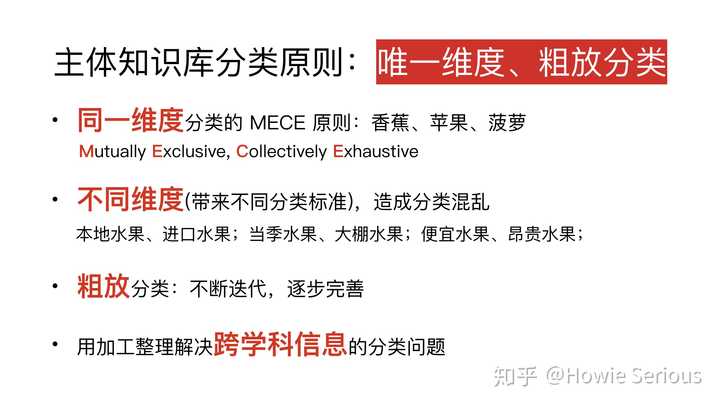 主体知识库分类原则：唯一维度、粗放分类
• 同一维度分类的 MECE 原则：香蕉、苹果、菠萝
Mutually Exclusive, Collectively Exhaustive
• 不同维度(带来不同分类标准)，造成分类混乱
本地水果、进口水果；当季水果、大棚水果；便宜水果、昂贵水果；
• 粗放分类：不断迭代，逐步完善
• 用加工整理解决跨学科信息的分类问题
知乎 @Howie Serious